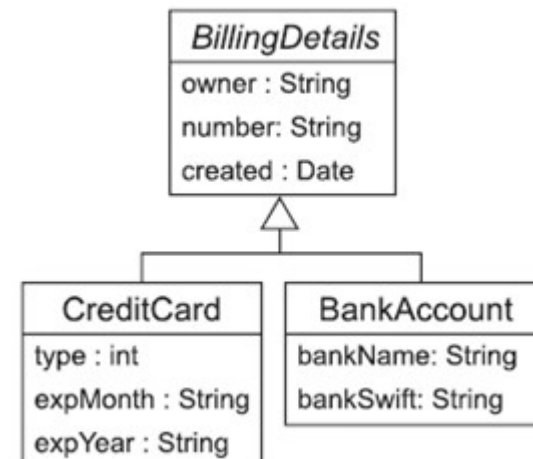 BillingDetails
owner : String
number: String
created : Date
CreditCard
type : int
expMonth : String
expYear : String
BankAccount
bankName: String
bankSwift: String